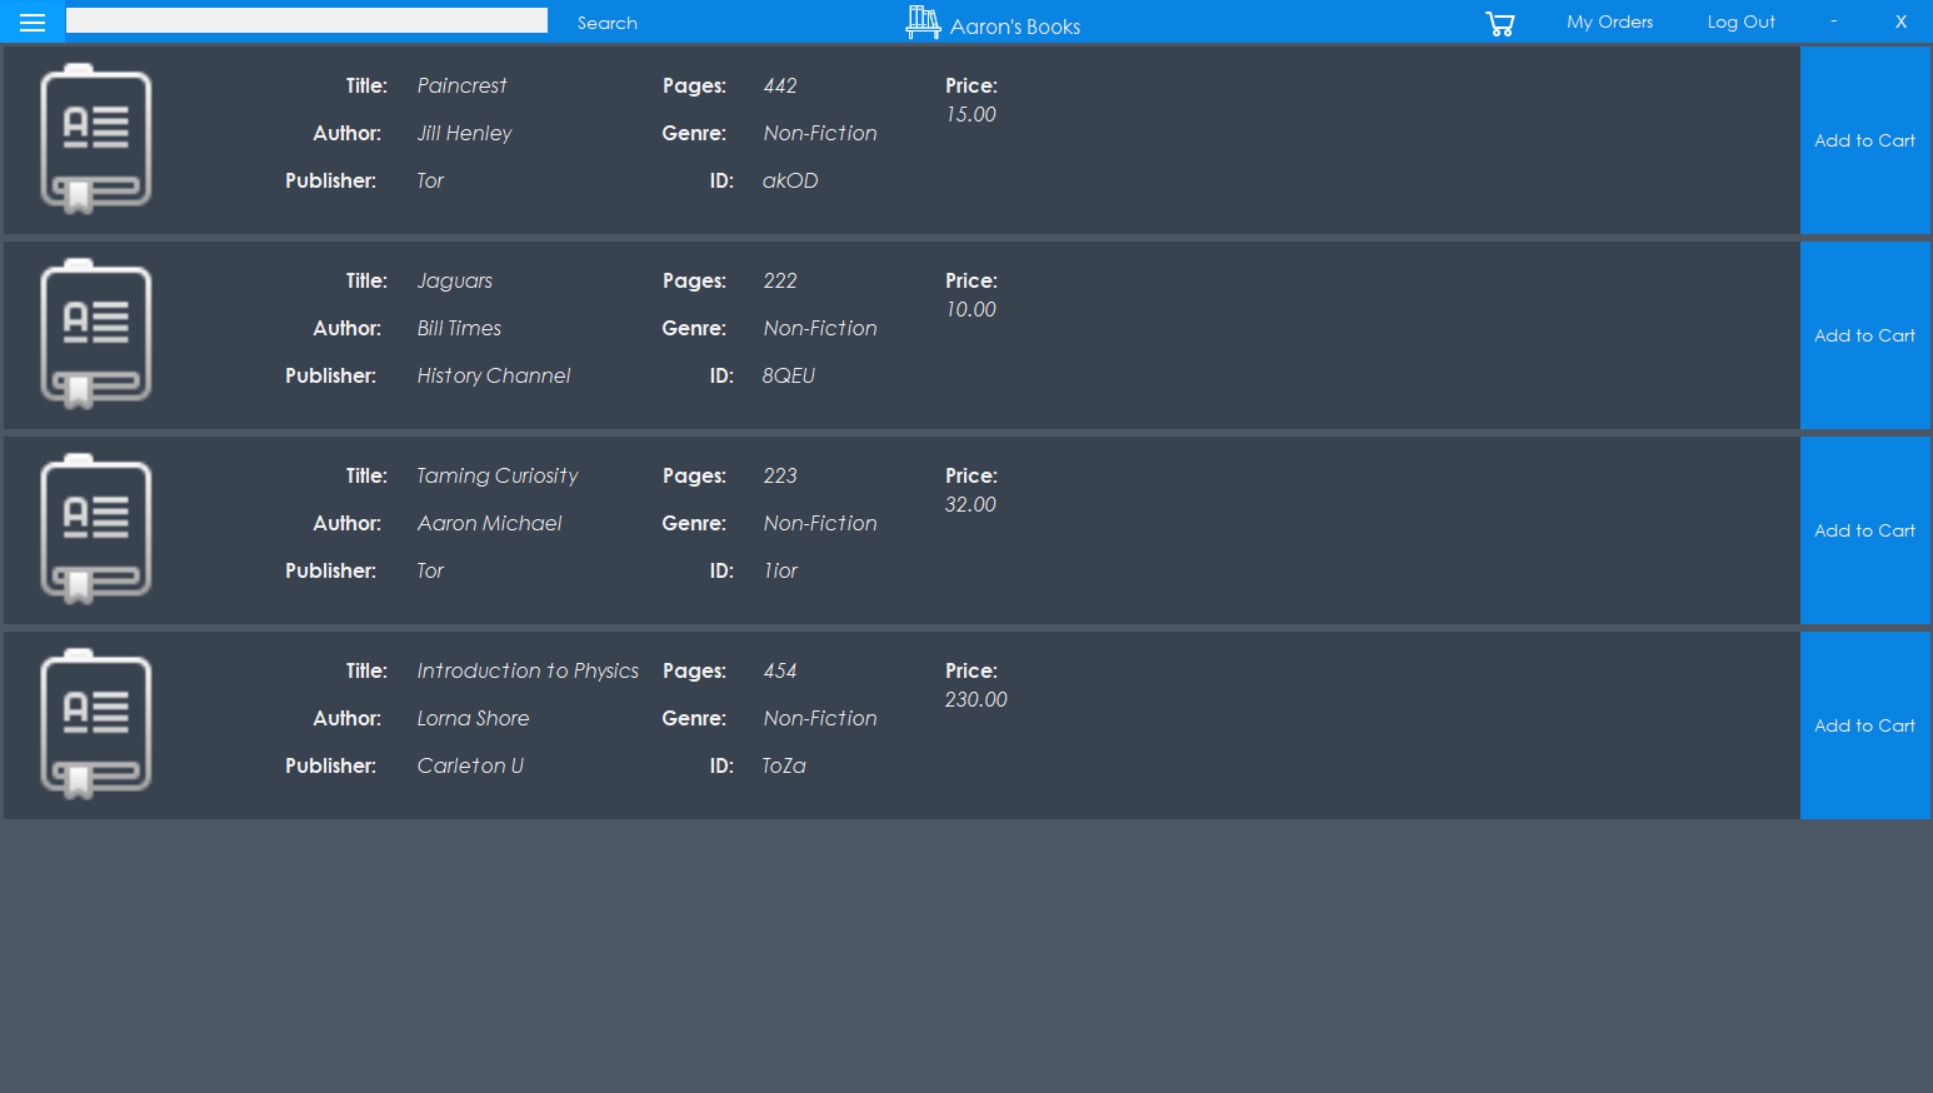 Search Aaron's Books My Orders Log Out - X
Title: Paincrest Pages: 442 Price:
15.00
Author: Jill Henley Genre: Non-Fiction
Add to Cart
Publisher: Tor ID: akOD
Title: Jaguars Pages: 222 Price:
10.00
Author: Bill Times Genre: Non-Fiction
Add to Cart
Publisher: History Channel ID: 8QEU
Title: Taming Curiosity Pages: 223 Price:
32.00
Author: Aaron Michael Genre: Non-Fiction
Add to Cart
Publisher: Tor ID: 1ior
Title: Introduction to Physics Pages: 454 Price:
230.00
Author: Lorna Shore Genre: Non-Fiction
Add to Cart
Publisher: Carleton U ID: ToZa